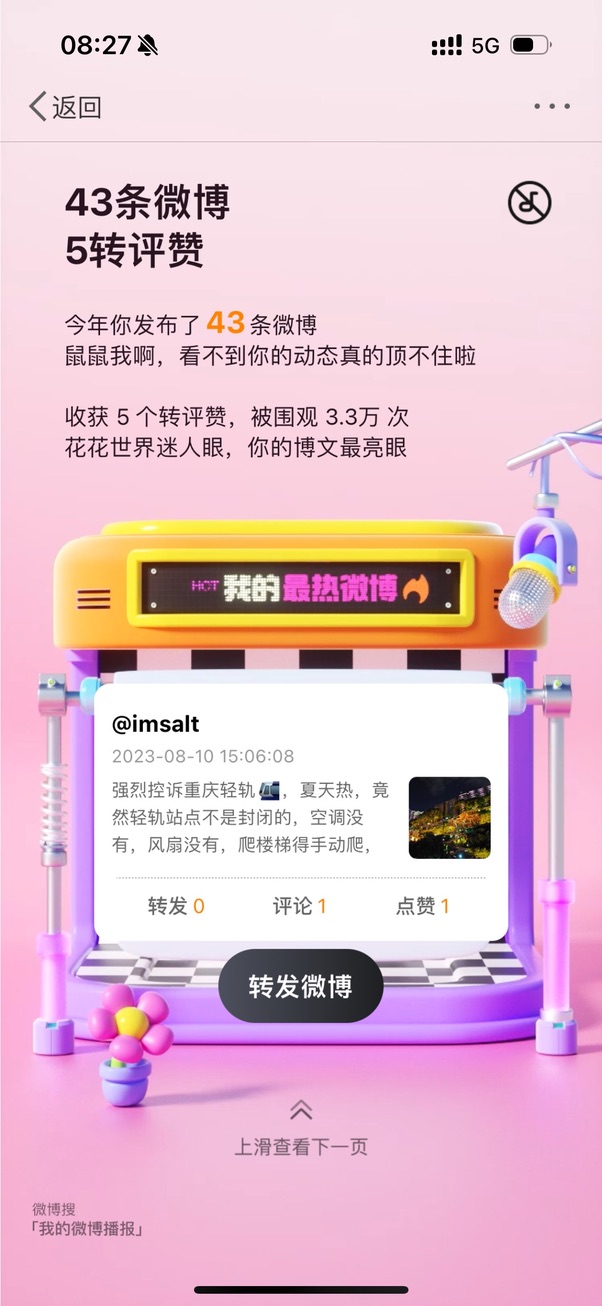 08:27
5G
返回
43条微博
5转评赞
今年你发布了 43 条微博
鼠鼠我啊，看不到你的动态真的顶不住啦
收获 5 个转评赞，被围观 3.3万 次
花花世界迷人眼，你的博文最亮眼
HOT 我的最热微博
@imsalt
2023-08-10 15:06:08
强烈控诉重庆轻轨🚈，夏天热，竟
然轻轨站点不是封闭的，空调没
有，风扇没有，爬楼梯得手动爬，
转发 0 评论 1 点赞 1
转发微博
上滑查看下一页
微博搜
「我的微博播报」